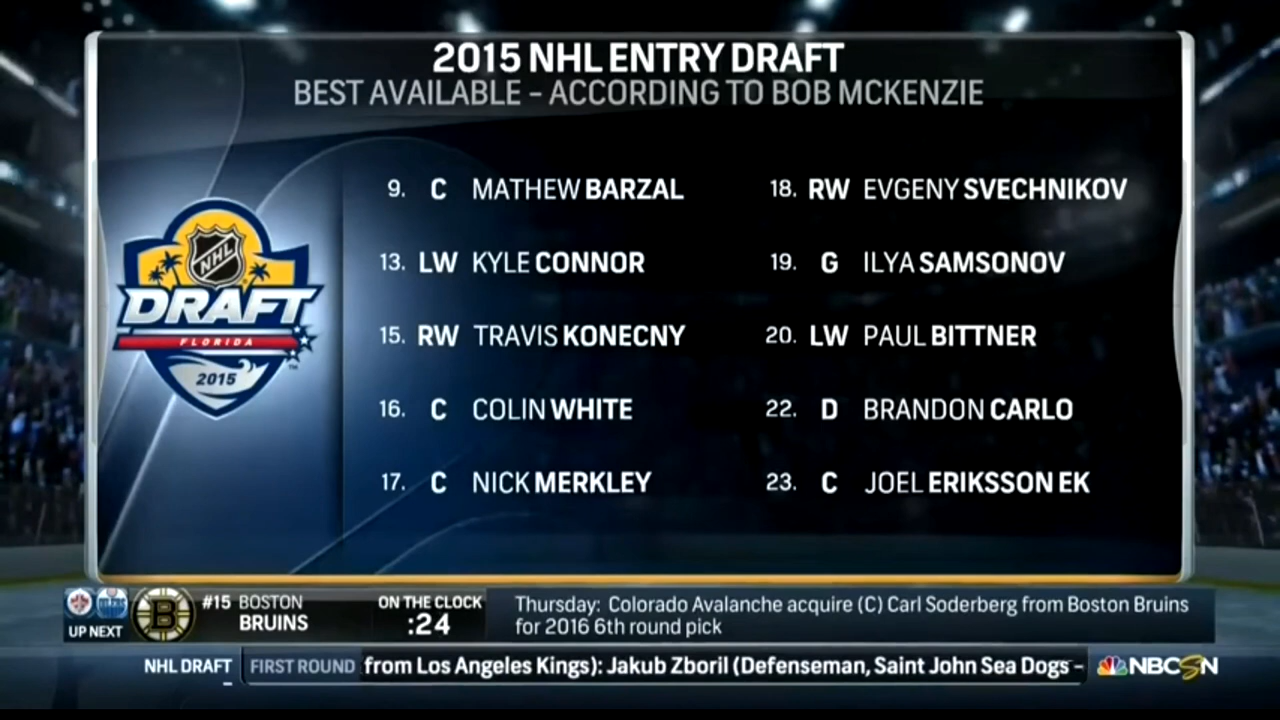 2015 NHL ENTRY DRAFT
BEST AVAILABLE - ACCORDING TO BOB MCKENZIE
9. C MATHEW BARZAL
13. LW KYLE CONNOR
15. RW TRAVIS KONECNY
16. C COLIN WHITE
17. C NICK MERKLEY
18. RW EVGENY SVECHNIKOV
19. G ILYA SAMSONOV
20. LW PAUL BITTNER
22. D BRANDON CARLO
23. C JOEL ERIKSSON EK
NHL
DRAFT
FLORIDA
2015
TM
UP NEXT
OILERS
B
#15 BOSTON
BRUINS
ON THE CLOCK
:24
Thursday: Colorado Avalanche acquire (C) Carl Soderberg from Boston Bruins
for 2016 6th round pick
NHL DRAFT
FIRST ROUND
from Los Angeles Kings): Jakub Zboril (Defenseman, Saint John Sea Dogs -
NBCSN